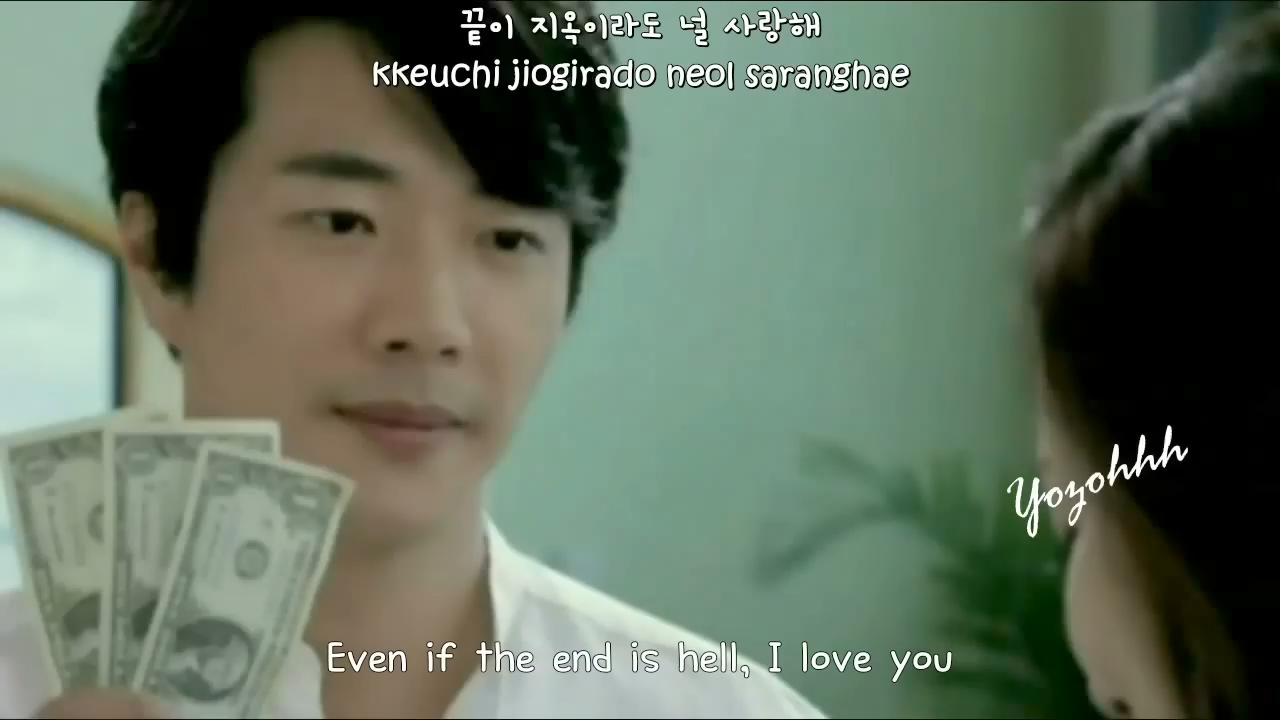 끝이 지옥이라도 널 사랑해
kkeuchi jiogirado neol saranghae
Yozohhh
Even if the end is hell, I love you